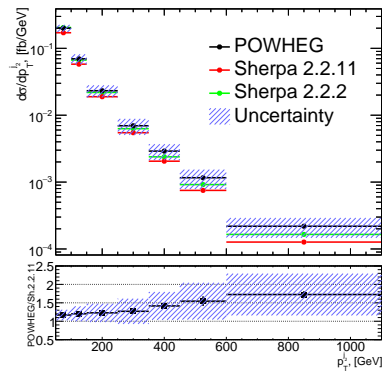 dσ/dp_T^{j_2}, [fb/GeV]
10^{-1}
10^{-2}
10^{-3}
10^{-4}
POWHEG
Sherpa 2.2.11
Sherpa 2.2.2
Uncertainty
POWHEG/Sh.2.2.11
2.5
2
1.5
1
0.5
200 400 600 800 1000
p_T^{j_2}, [GeV]